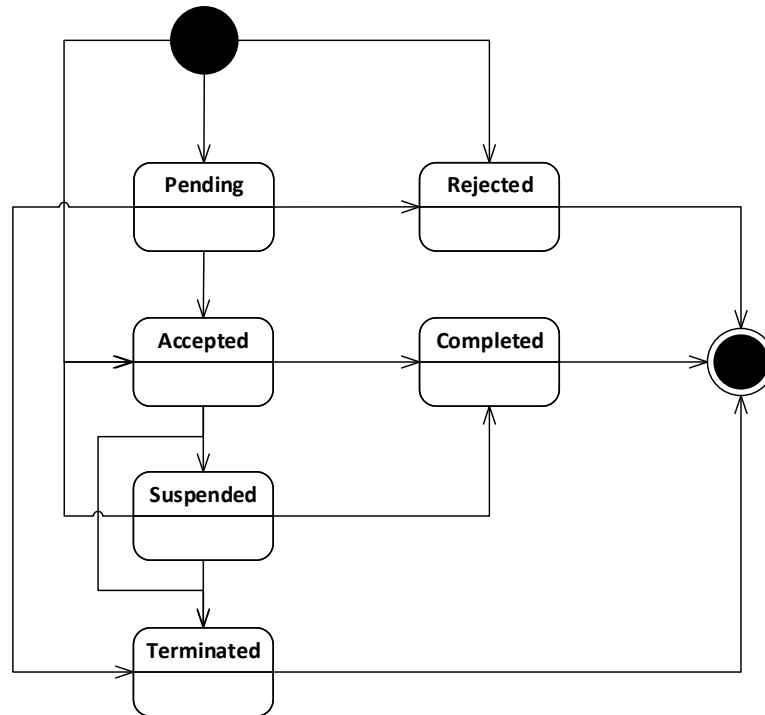 Pending
Rejected
Accepted
Completed
Suspended
Terminated